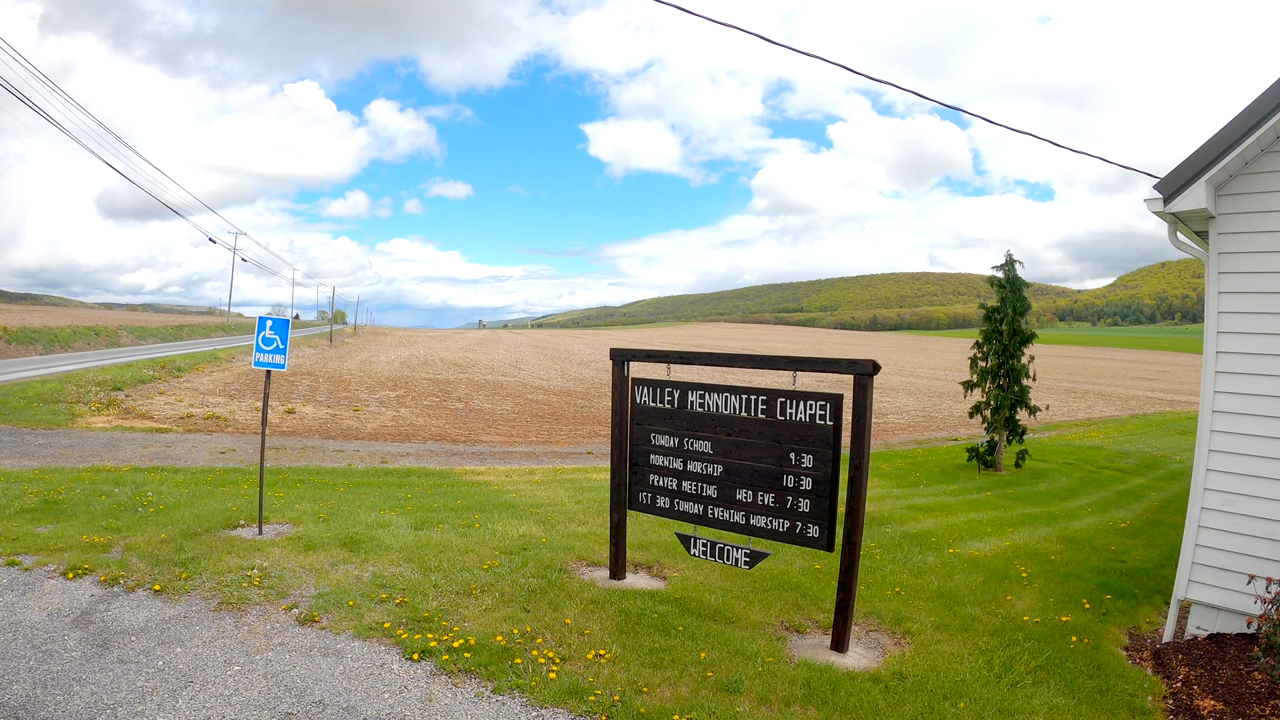 PARKING
VALLEY MENNONITE CHAPEL
SUNDAY SCHOOL 9:30
MORNING WORSHIP 10:30
PRAYER MEETING WED EVE. 7:30
1ST 3RD SUNDAY EVENING WORSHIP 7:30
WELCOME